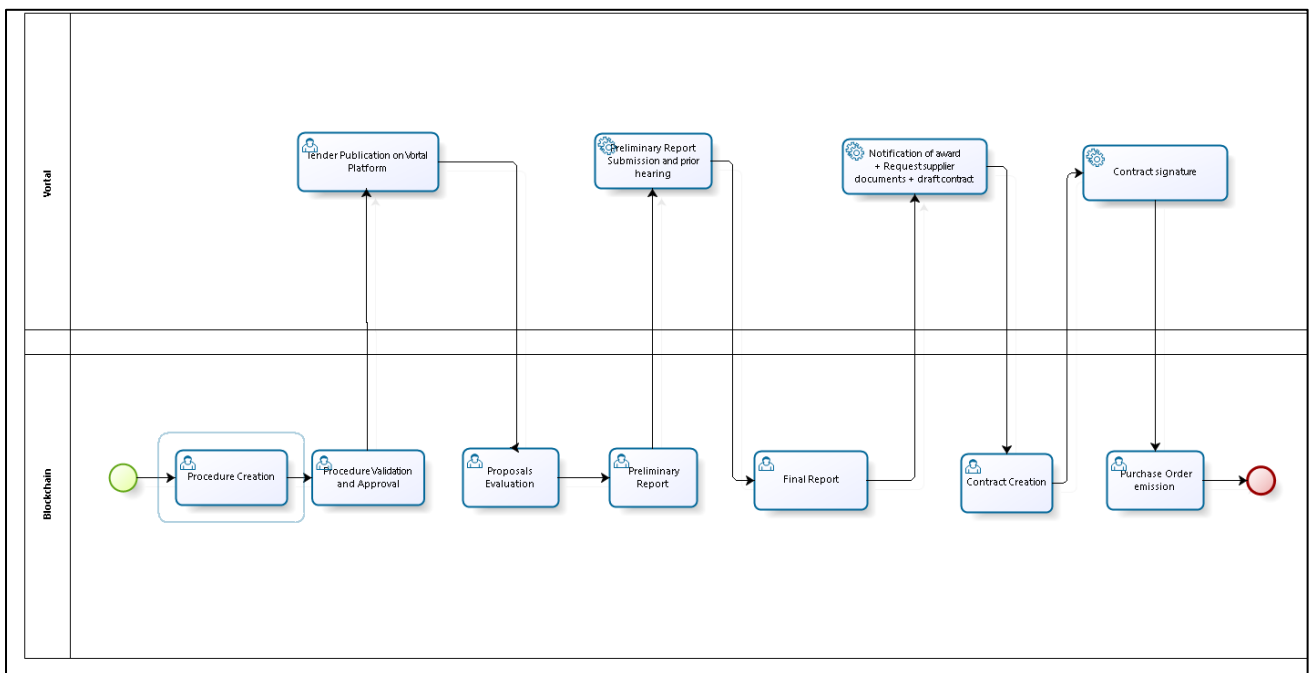 Vortal
Tender Publication on Vortal
Platform
Preliminary Report
Submission and prior
hearing
Notification of award
+ Request supplier
documents + draft contract
Contract signature
Blockchain
Procedure Creation
Procedure Validation
and Approval
Proposals
Evaluation
Preliminary
Report
Final Report
Contract Creation
Purchase Order
emission